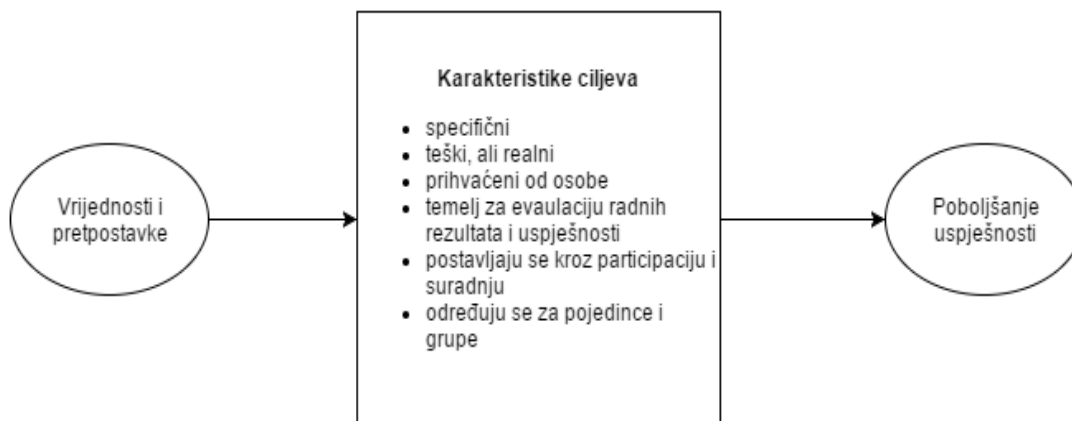 Vrijednosti i
pretpostavke
Karakteristike ciljeva
• specifični
• teški, ali realni
• prihvaćeni od osobe
• temelj za evaulaciju radnih
rezultata i uspješnosti
• postavljaju se kroz participaciju i
suradnju
• određuju se za pojedince i
grupe
Poboljšanje
uspješnosti